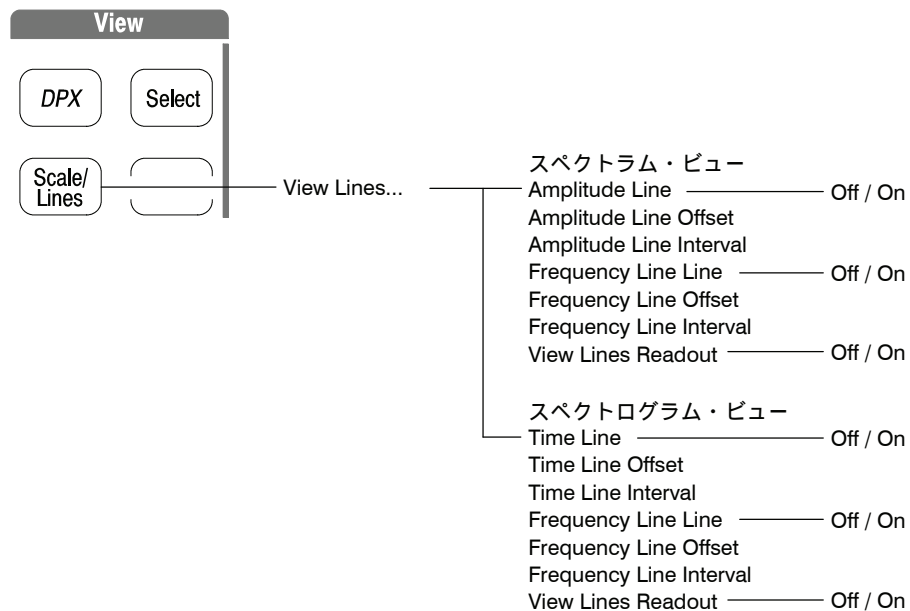 View
DPX Select
Scale/
Lines
View Lines...
スペクトラム・ビュー
Amplitude Line Off / On
Amplitude Line Offset
Amplitude Line Interval
Frequency Line Line Off / On
Frequency Line Offset
Frequency Line Interval
View Lines Readout Off / On
スペクトログラム・ビュー
Time Line Off / On
Time Line Offset
Time Line Interval
Frequency Line Line Off / On
Frequency Line Offset
Frequency Line Interval
View Lines Readout Off / On